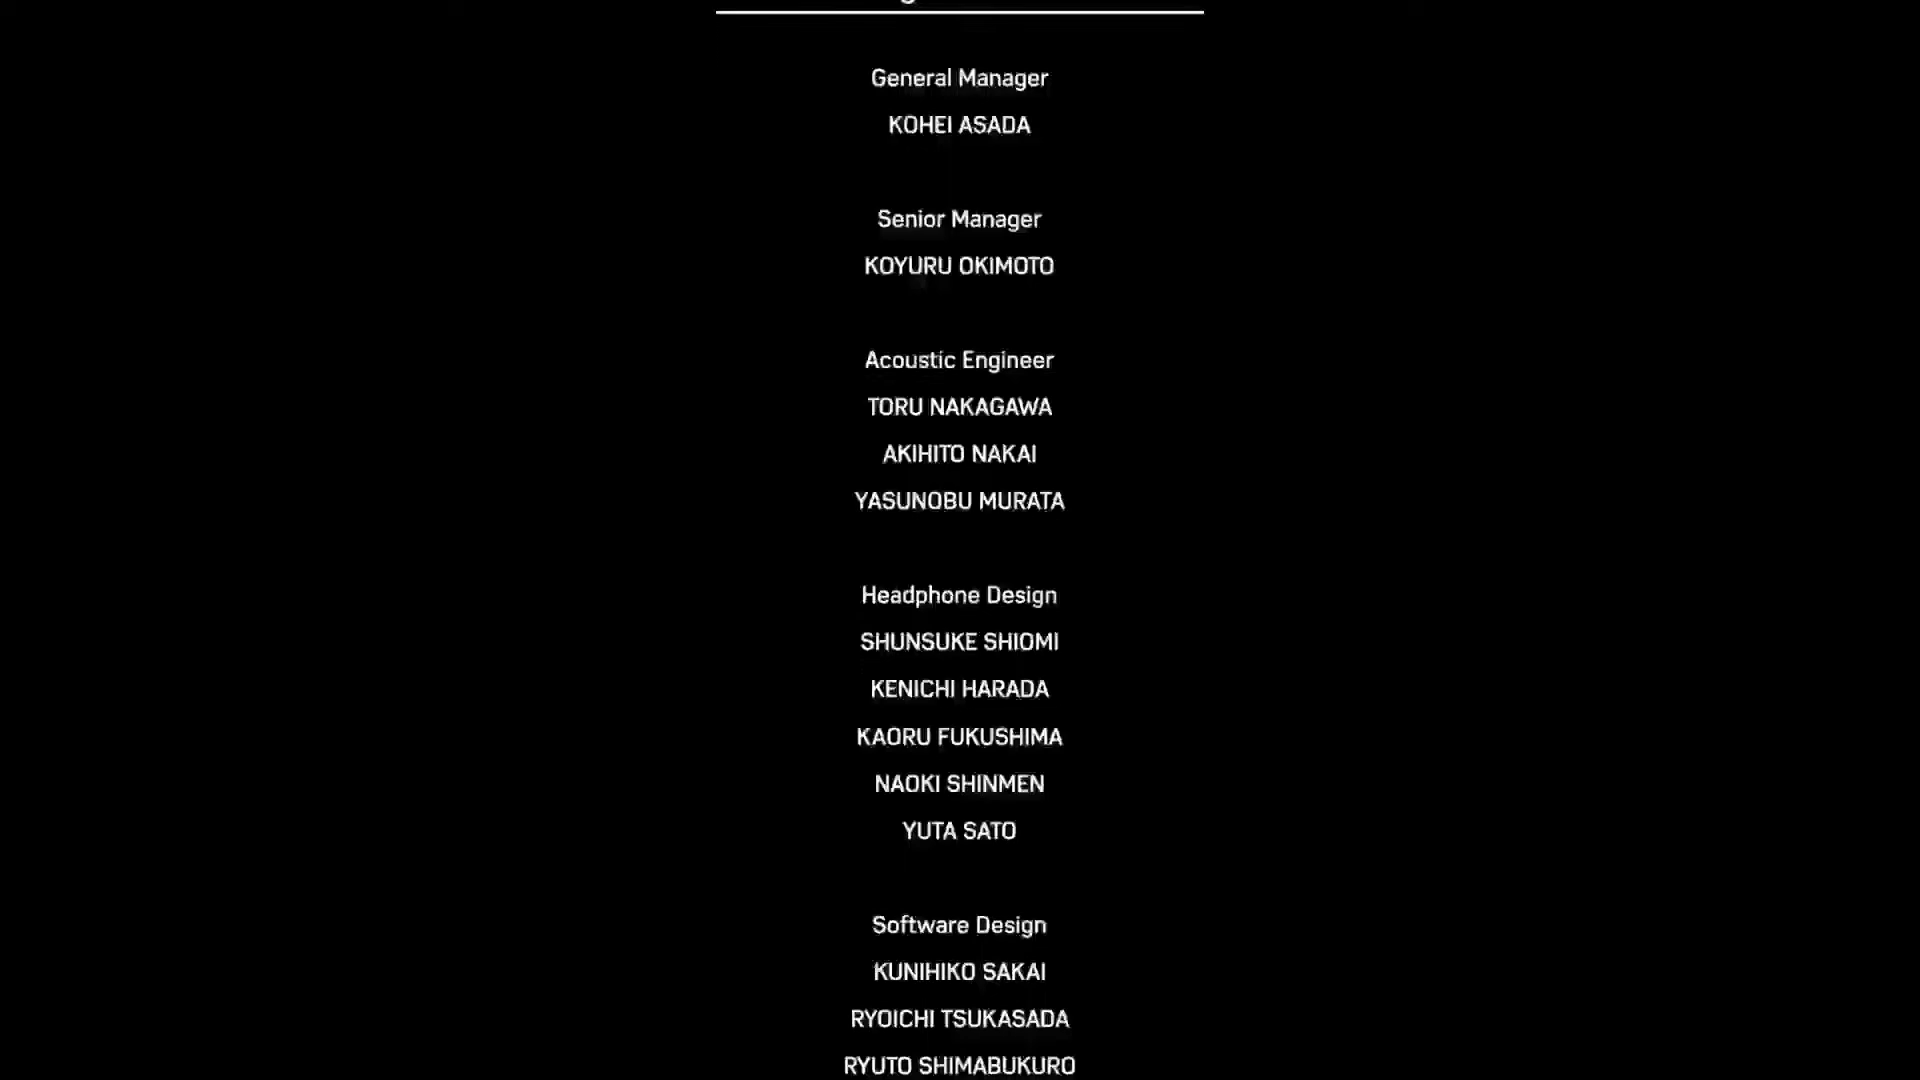 General Manager
KOHEI ASADA
Senior Manager
KOYURU OKIMOTO
Acoustic Engineer
TORU NAKAGAWA
AKIHITO NAKAI
YASUNOBU MURATA
Headphone Design
SHUNSUKE SHIOMI
KENICHI HARADA
KAORU FUKUSHIMA
NAOKI SHINMEN
YUTA SATO
Software Design
KUNIHIKO SAKAI
RYOICHI TSUKASADA
RYUTO SHIMABUKURO